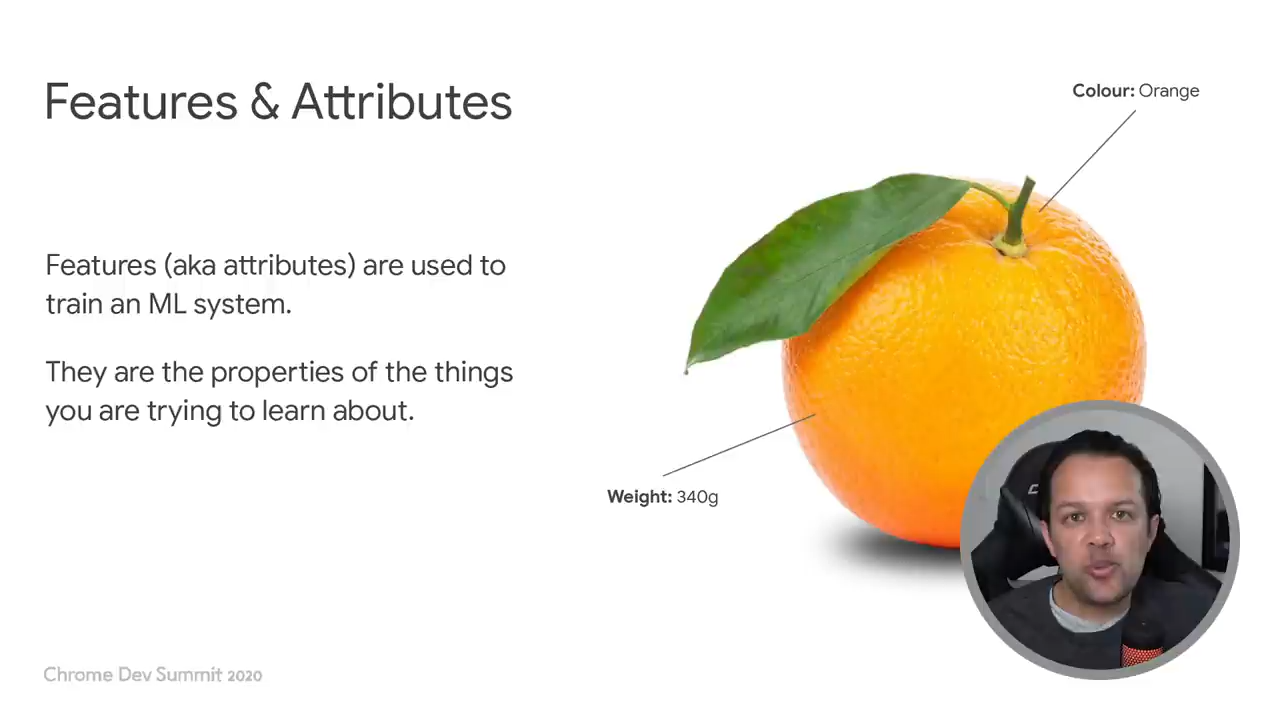 Features & Attributes
Colour: Orange
Features (aka attributes) are used to
train an ML system.
They are the properties of the things
you are trying to learn about.
Weight: 340g
Chrome Dev Summit 2020